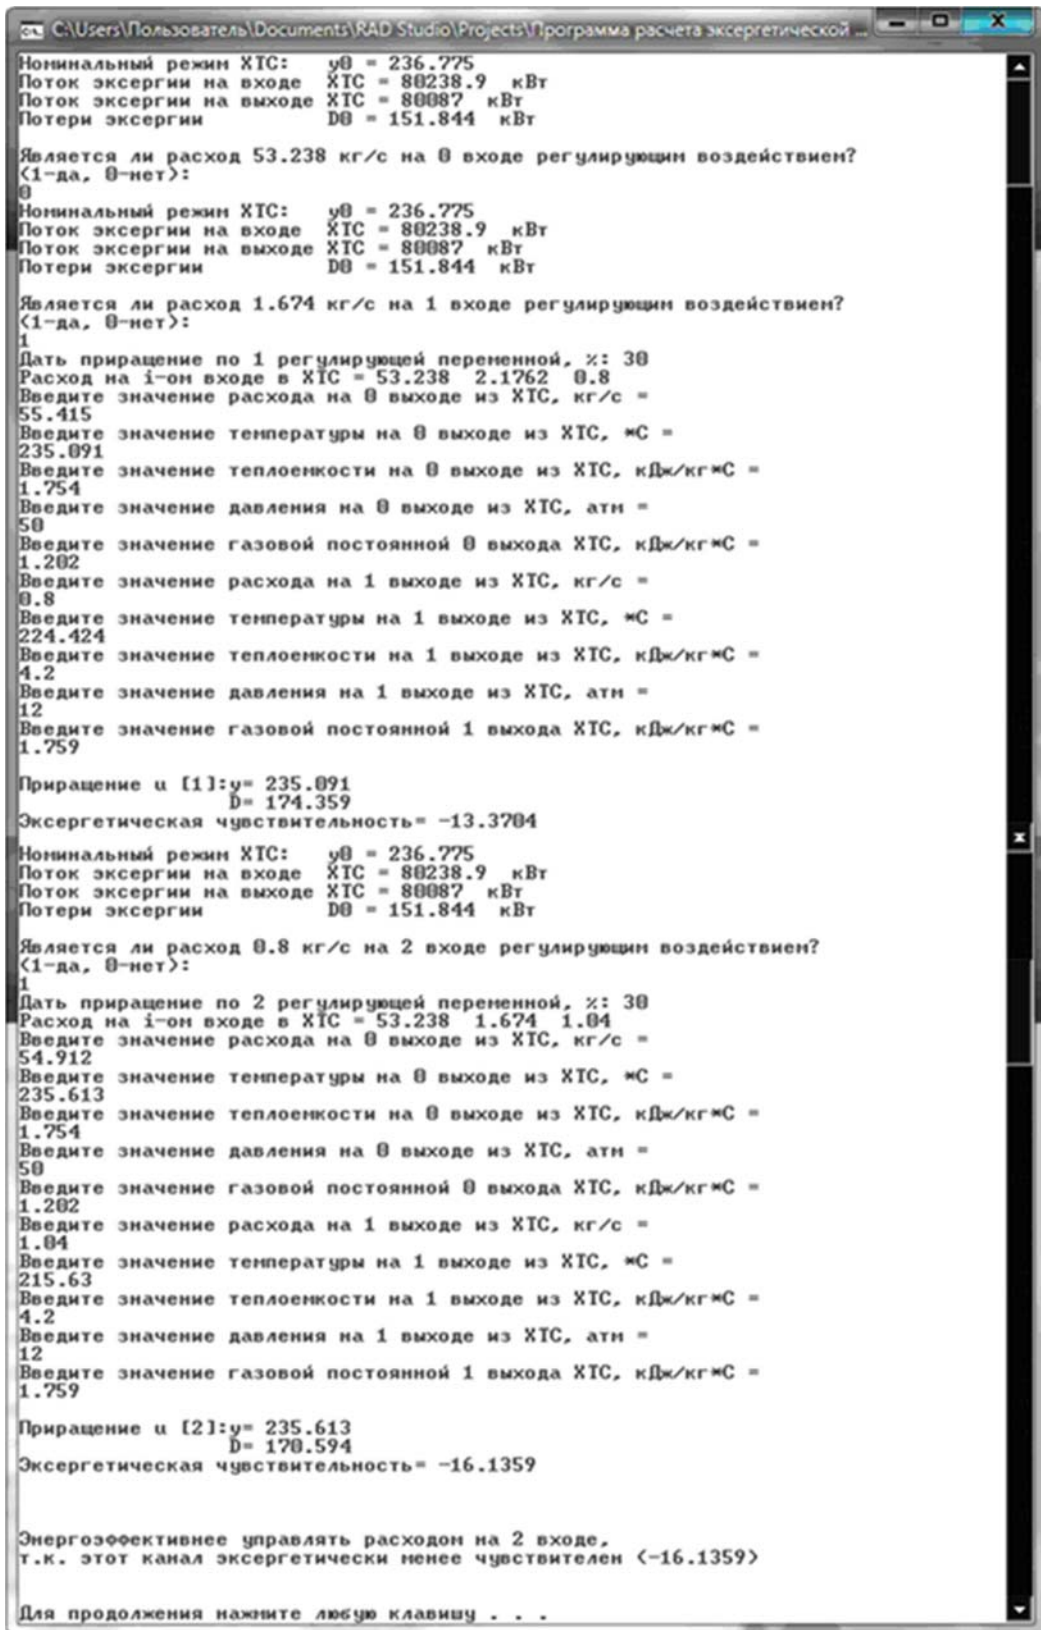 C:\Users\Пользователь\Documents\RAD Studio\Projects\Программа расчета эксергетической ...
Номинальный режим ХТС: y0 = 236.775
Поток эксергии на входе ХТС = 80238.9 кВт
Поток эксергии на выходе ХТС = 80087 кВт
Потери эксергии D0 = 151.844 кВт
Является ли расход 53.238 кг/с на 0 входе регулирующим воздействием?
(1-да, 0-нет):
0
Номинальный режим ХТС: y0 = 236.775
Поток эксергии на входе ХТС = 80238.9 кВт
Поток эксергии на выходе ХТС = 80087 кВт
Потери эксергии D0 = 151.844 кВт
Является ли расход 1.674 кг/с на 1 входе регулирующим воздействием?
(1-да, 0-нет):
1
Дать приращение по 1 регулирующей переменной, %: 30
Расход на i-ом входе в ХТС = 53.238 2.1762 0.8
Введите значение расхода на 0 выходе из ХТС, кг/с =
55.415
Введите значение температуры на 0 выходе из ХТС, *С =
235.091
Введите значение теплоемкости на 0 выходе из ХТС, кДж/кг*С =
1.754
Введите значение давления на 0 выходе из ХТС, атм =
50
Введите значение газовой постоянной 0 выхода ХТС, кДж/кг*С =
1.202
Введите значение расхода на 1 выходе из ХТС, кг/с =
0.8
Введите значение температуры на 1 выходе из ХТС, *С =
224.424
Введите значение теплоемкости на 1 выходе из ХТС, кДж/кг*С =
4.2
Введите значение давления на 1 выходе из ХТС, атм =
12
Введите значение газовой постоянной 1 выхода ХТС, кДж/кг*С =
1.759
Приращение u [1]:y= 235.091
D= 174.359
Эксергетическая чувствительность= -13.3704
Номинальный режим ХТС: y0 = 236.775
Поток эксергии на входе ХТС = 80238.9 кВт
Поток эксергии на выходе ХТС = 80087 кВт
Потери эксергии D0 = 151.844 кВт
Является ли расход 0.8 кг/с на 2 входе регулирующим воздействием?
(1-да, 0-нет):
1
Дать приращение по 2 регулирующей переменной, %: 30
Расход на i-ом входе в ХТС = 53.238 1.674 1.04
Введите значение расхода на 0 выходе из ХТС, кг/с =
54.912
Введите значение температуры на 0 выходе из ХТС, *С =
235.613
Введите значение теплоемкости на 0 выходе из ХТС, кДж/кг*С =
1.754
Введите значение давления на 0 выходе из ХТС, атм =
50
Введите значение газовой постоянной 0 выхода ХТС, кДж/кг*С =
1.202
Введите значение расхода на 1 выходе из ХТС, кг/с =
1.04
Введите значение температуры на 1 выходе из ХТС, *С =
215.63
Введите значение теплоемкости на 1 выходе из ХТС, кДж/кг*С =
4.2
Введите значение давления на 1 выходе из ХТС, атм =
12
Введите значение газовой постоянной 1 выхода ХТС, кДж/кг*С =
1.759
Приращение u [2]:y= 235.613
D= 170.594
Эксергетическая чувствительность= -16.1359
Энергоэффективнее управлять расходом на 2 входе,
т.к. этот канал эксергетически менее чувствителен (-16.1359)
Для продолжения нажмите любую клавишу . . .